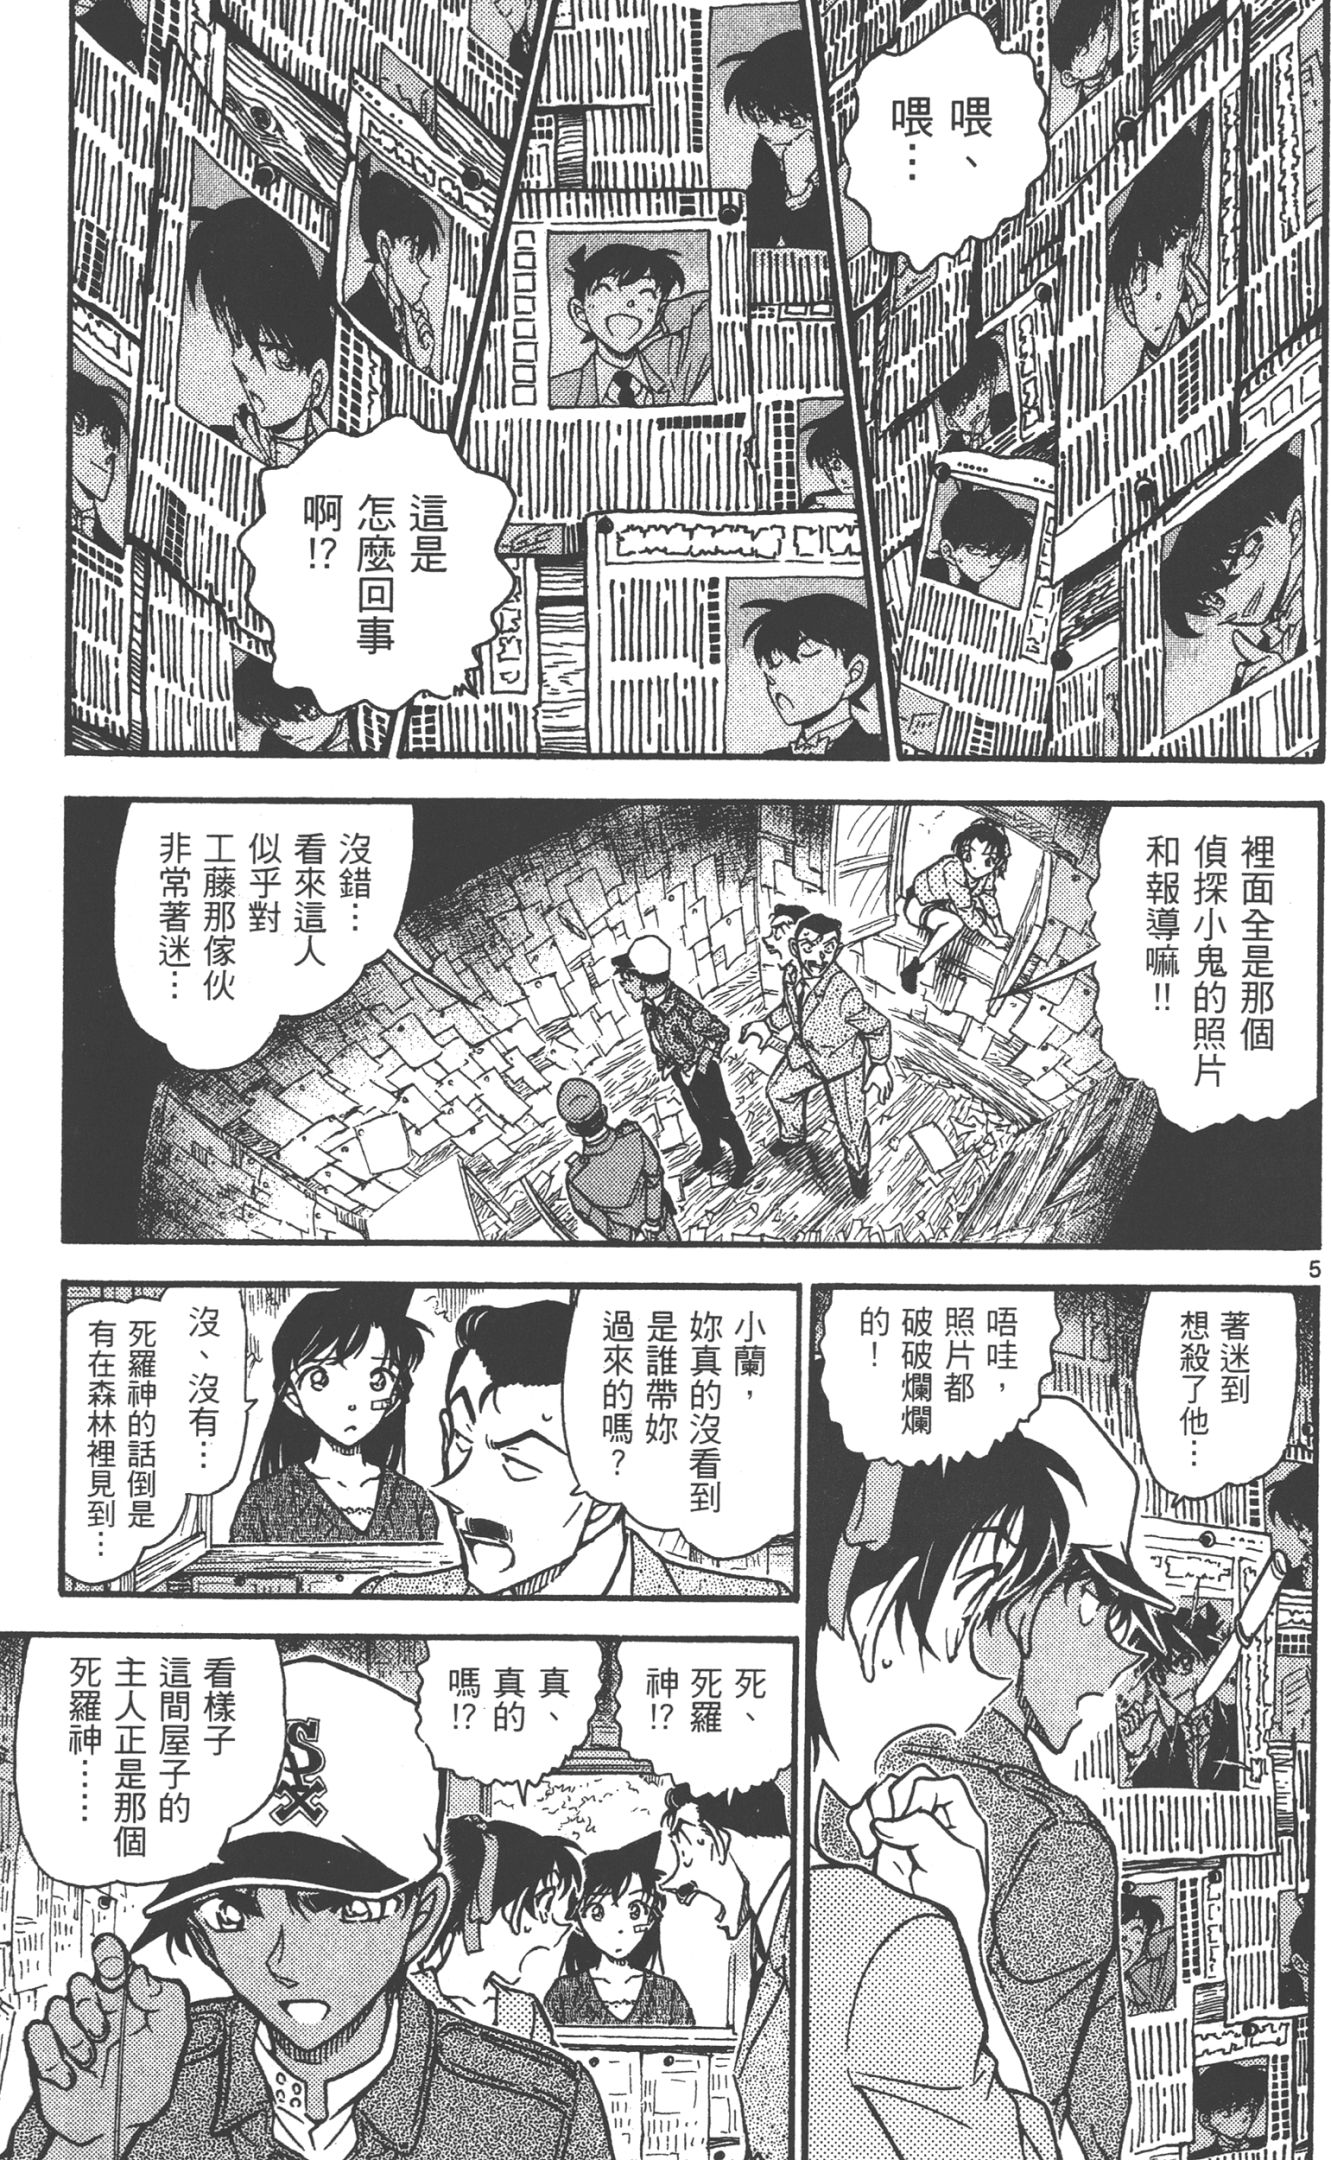 喂、
喂…
這是
怎麼回事
啊!?
裡面全是那個
偵探小鬼的照片
和報導嘛!!
沒錯…
看來這人
似乎對
工藤那傢伙
非常著迷…
5
著迷到
想殺了他…
唔哇，
照片都
破破爛爛
的！
小蘭，
妳真的沒看到
是誰帶妳
過來的嗎？
沒、沒有…
死羅神的話倒是
有在森林裡見到…
死、
死羅
神!?
真、
真的
嗎!?
看樣子
這間屋子的
主人正是那個
死羅神……